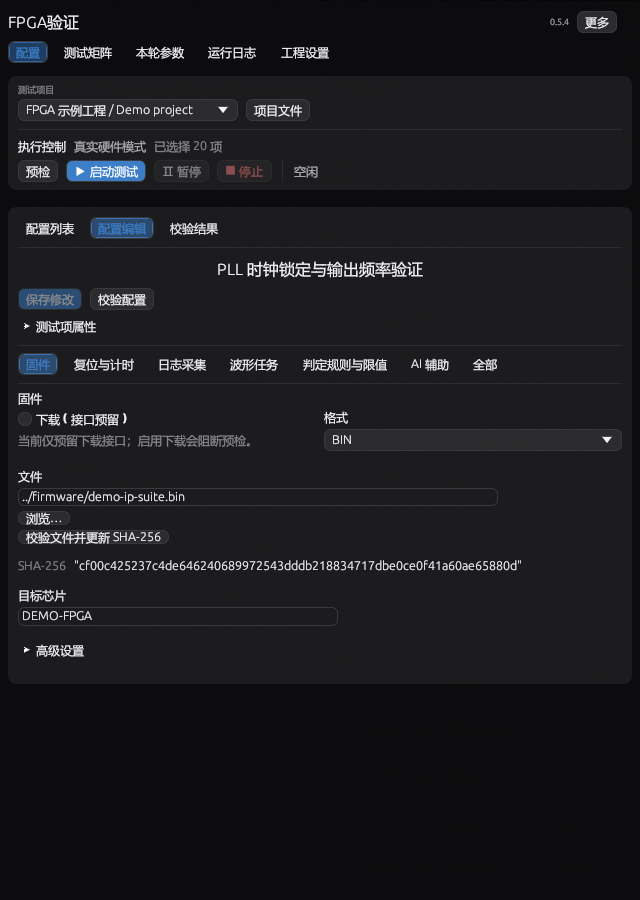 FPGA验证
0.5.4 更多
配置 测试矩阵 本轮参数 运行日志 工程设置
测试项目
FPGA 示例工程 / Demo project 项目文件
执行控制 真实硬件模式 已选择 20 项
预检 启动测试 暂停 停止 空闲
配置列表 配置编辑 校验结果
PLL 时钟锁定与输出频率验证
保存修改 校验配置
测试项属性
固件 复位与计时 日志采集 波形任务 判定规则与限值 AI 辅助 全部
固件
下载 ( 接口预留 )
当前仅预留下载接口；启用下载会阻断预检。
格式
BIN
文件
../firmware/demo-ip-suite.bin
浏览…
校验文件并更新 SHA-256
SHA-256 "cf00c425237c4de646240689972543dddb218834717dbe0ce0f41a60ae65880d"
目标芯片
DEMO-FPGA
高级设置